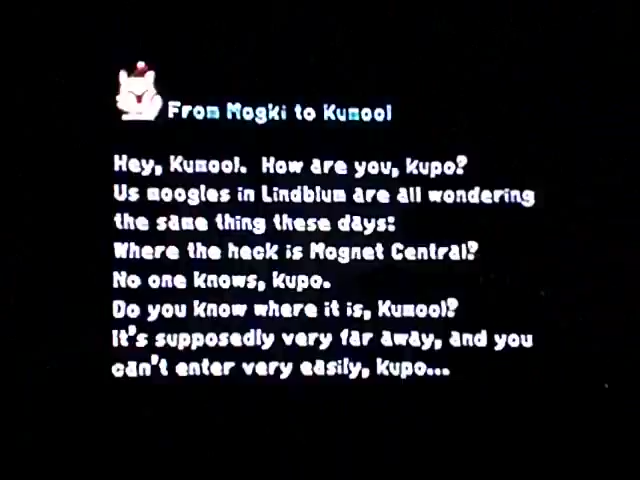 From Mogki to Kumool
Hey, Kumool. How are you, kupo?
Us moogles in Lindblum are all wondering
the same thing these days:
Where the heck is Mognet Central?
No one knows, kupo.
Do you know where it is, Kumool?
It's supposedly very far away, and you
can't enter very easily, kupo...